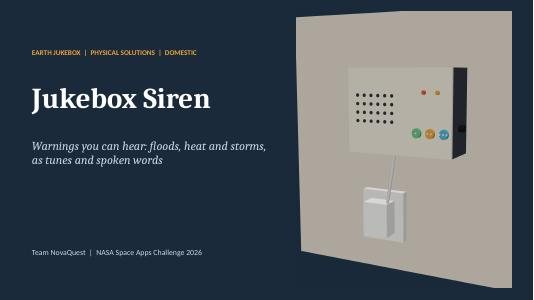 EARTH JUKEBOX | PHYSICAL SOLUTIONS | DOMESTIC
Jukebox Siren
Warnings you can hear: floods, heat and storms,
as tunes and spoken words
Team NovaQuest | NASA Space Apps Challenge 2026